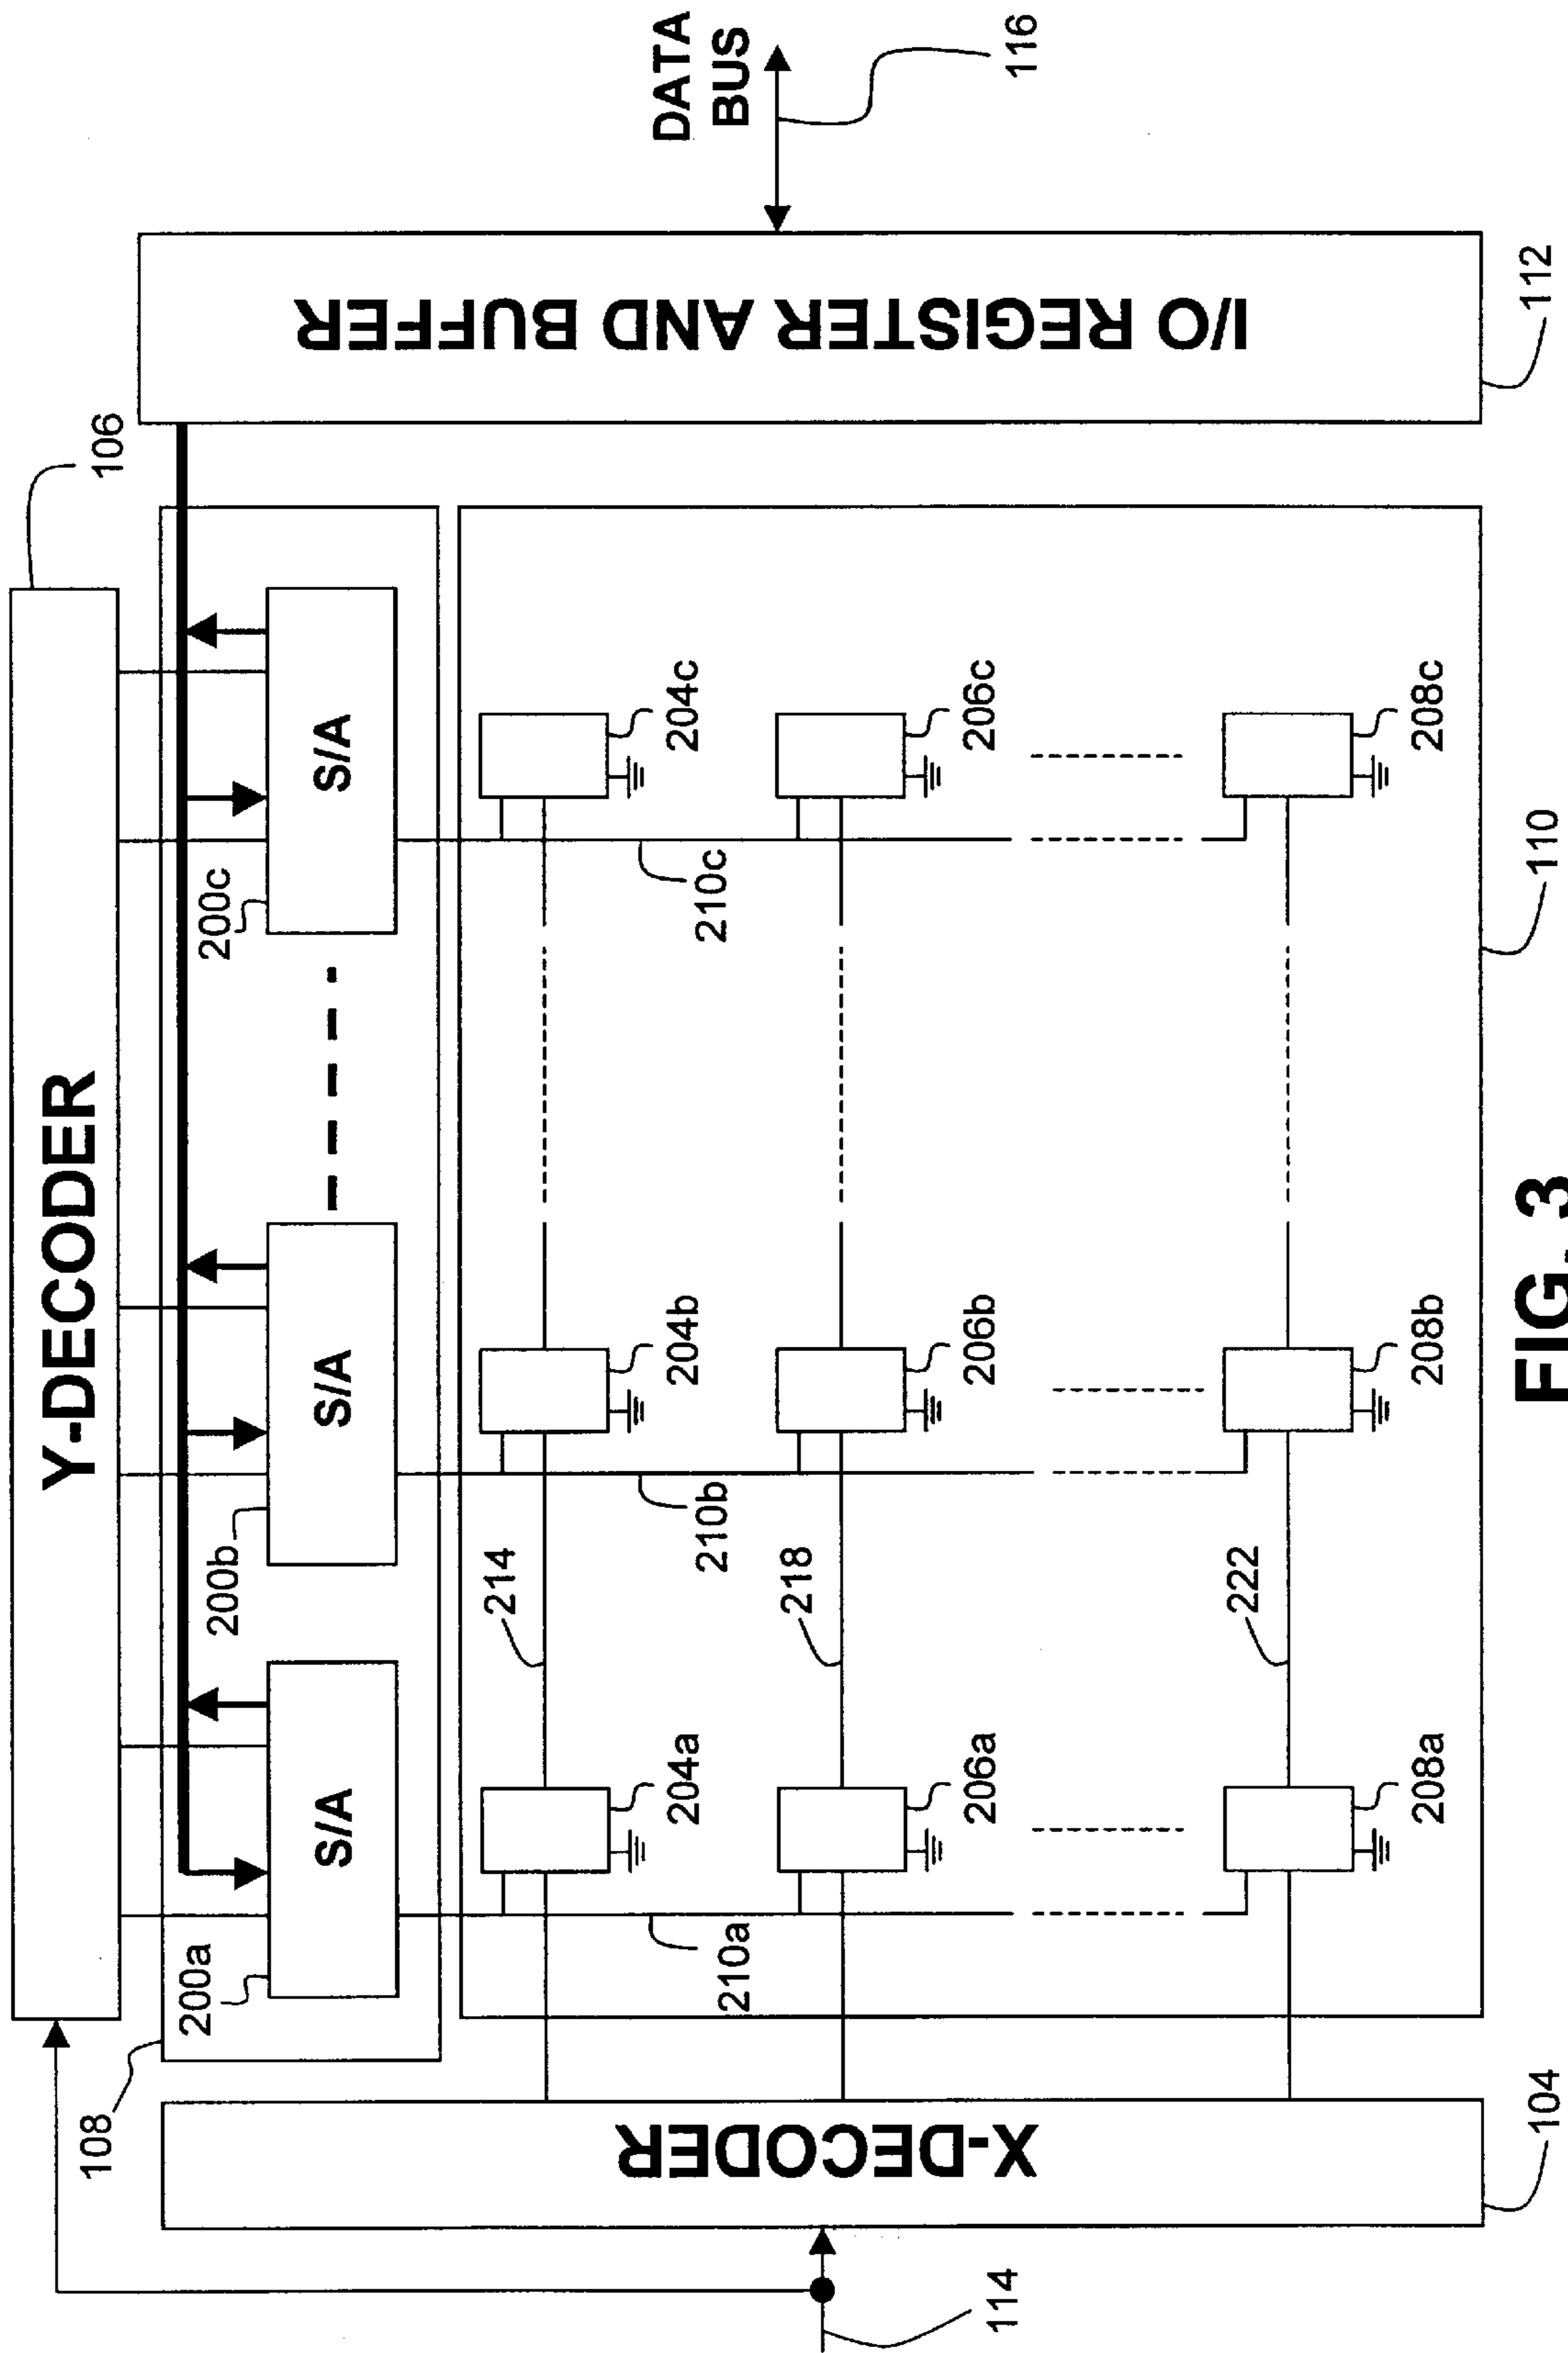 Y-DECODER
106
108
200a
S/A
200b
S/A
200c
S/A
X-DECODER
I/O REGISTER AND BUFFER
DATA
BUS
116
114
104
204a
204b
204c
214
210a
210b
210c
206a
206b
206c
218
222
208a
208b
208c
110
112
FIG. 3